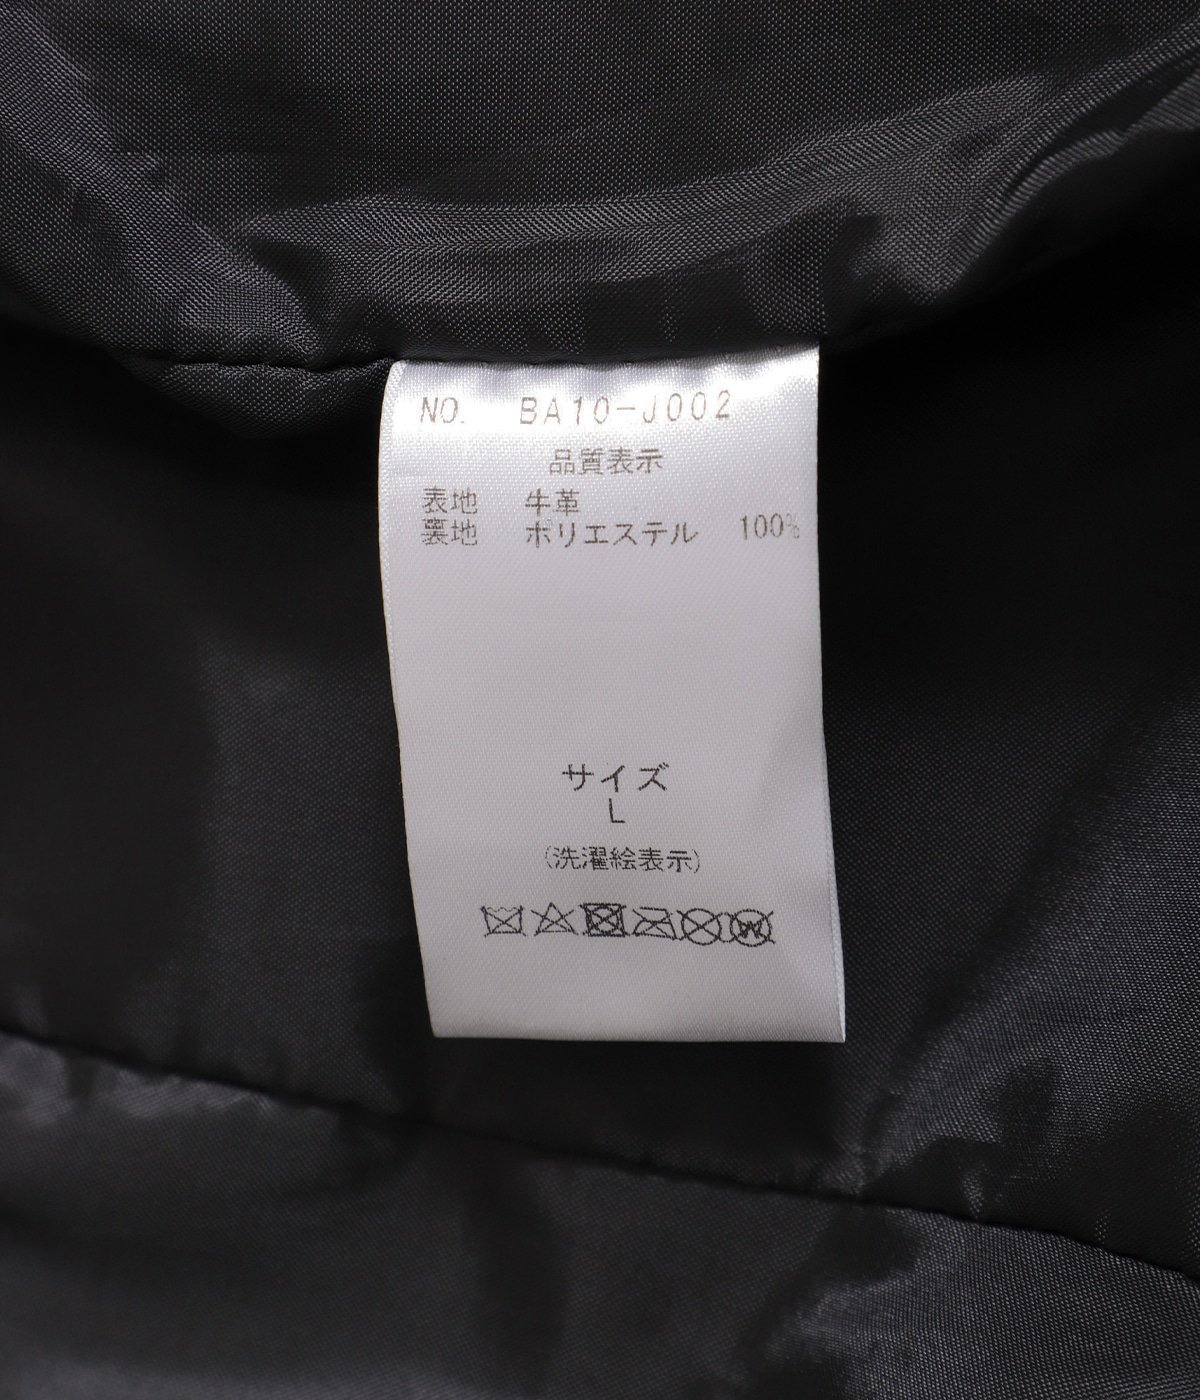 NO. BA10-J002
品質表示
表地 牛革
裏地 ポリエステル 100%
サイズ
L
(洗濯絵表示)
W